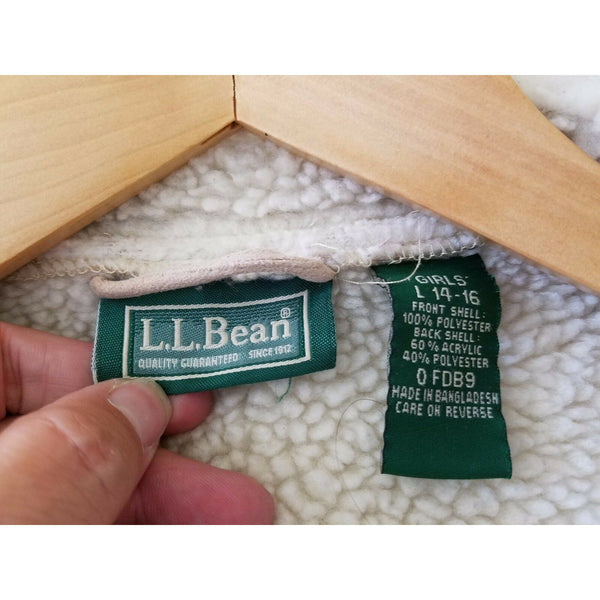 L.L.Bean®
QUALITY GUARANTEED SINCE 1912
GIRLS'
L 14-16
FRONT SHELL:
100% POLYESTER
BACK SHELL:
60% ACRYLIC
40% POLYESTER
0 FDB9
MADE IN BANGLADESH
CARE ON REVERSE